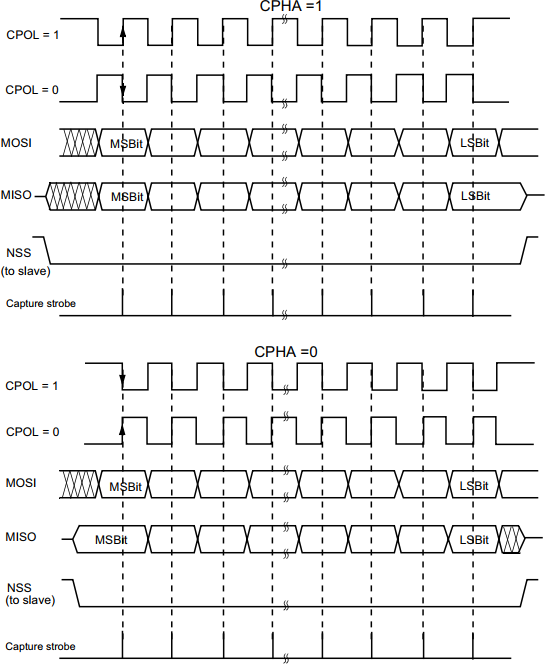 CPHA =1
CPOL = 1
CPOL = 0
MOSI MSBit LSBit
MISO MSBit LSBit
NSS
(to slave)
Capture strobe
CPHA =0
CPOL = 1
CPOL = 0
MOSI MSBit LSBit
MISO MSBit LSBit
NSS
(to slave)
Capture strobe